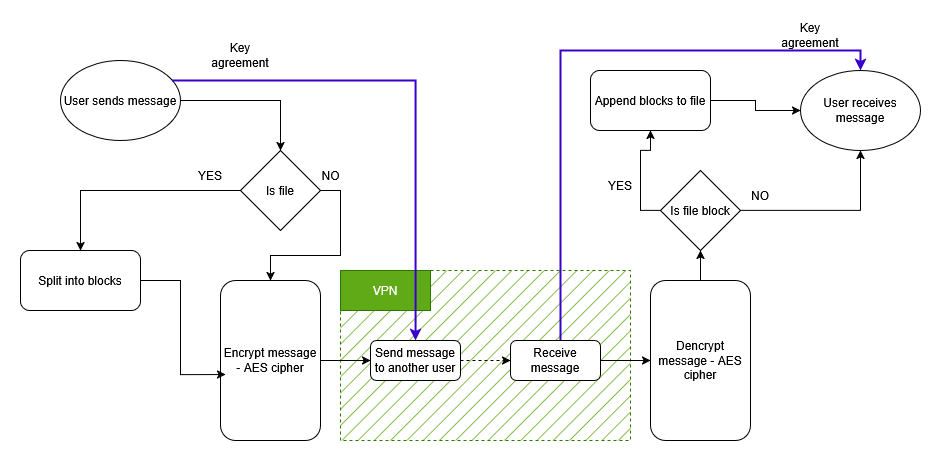 Key
agreement
Key
agreement
User sends message
Append blocks to file
User receives
message
YES
Is file
NO
YES
Is file block
NO
Split into blocks
VPN
Encrypt message
- AES cipher
Send message
to another user
Receive
message
Dencrypt
message - AES
cipher